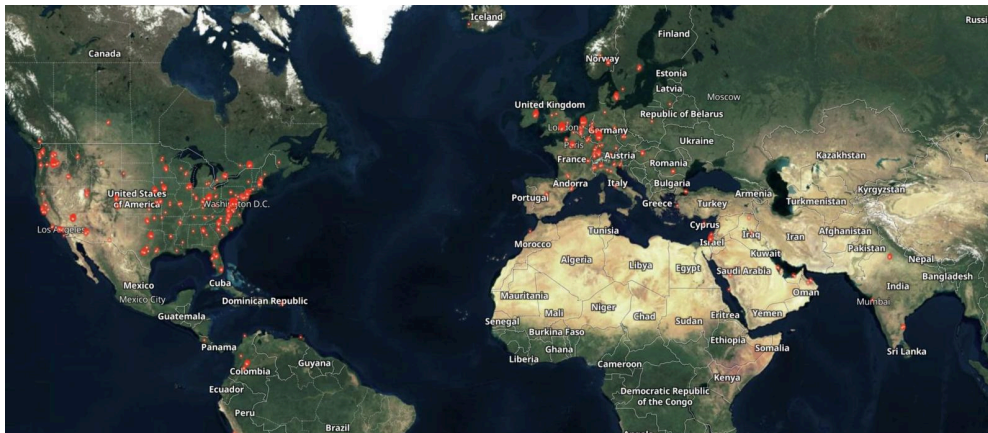 Iceland
Russi
Finland
Canada
Norway
Estonia
Latvia
Moscow
United Kingdom
Republic of Belarus
London
Germany
Ukraine
Paris
France
Austria
Kazakhstan
Romania
Andorra
Italy
Bulgaria
Armenia
Kyrgyzstan
United States
of America
Portugal
Greece
Turkey
Turkmenistan
Washington D.C.
Cyprus
Los Angeles
Tunisia
Iraq
Iran
Afghanistan
Morocco
Israel
Pakistan
Kuwait
Nepal
Algeria
Libya
Egypt
Saudi Arabia
Bangladesh
Mexico
Cuba
India
Oman
Mexico City
Dominican Republic
Mauritania
Mumbai
Niger
Guatemala
Mali
Chad
Sudan
Eritrea
Yemen
Senegal
Burkina Faso
Ethiopia
Panama
Ghana
Somalia
Sri Lanka
Liberia
Guyana
Cameroon
Colombia
Kenya
Ecuador
Democratic Republic
of the Congo
Peru
Brazil